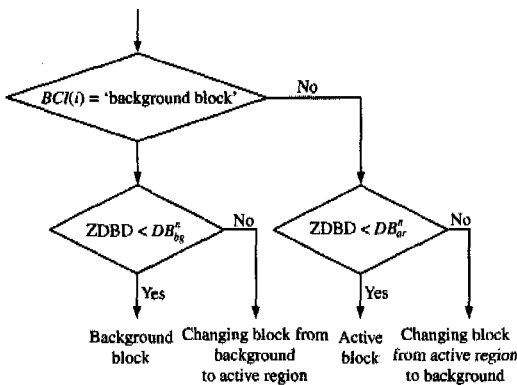 BCI(i) = ‘background block’
No
ZDBD < DB^n_bg
No
ZDBD < DB^n_ar
No
Yes
Yes
Background
block
Changing block from
background
to active region
Active
block
Changing block
from active region
to background